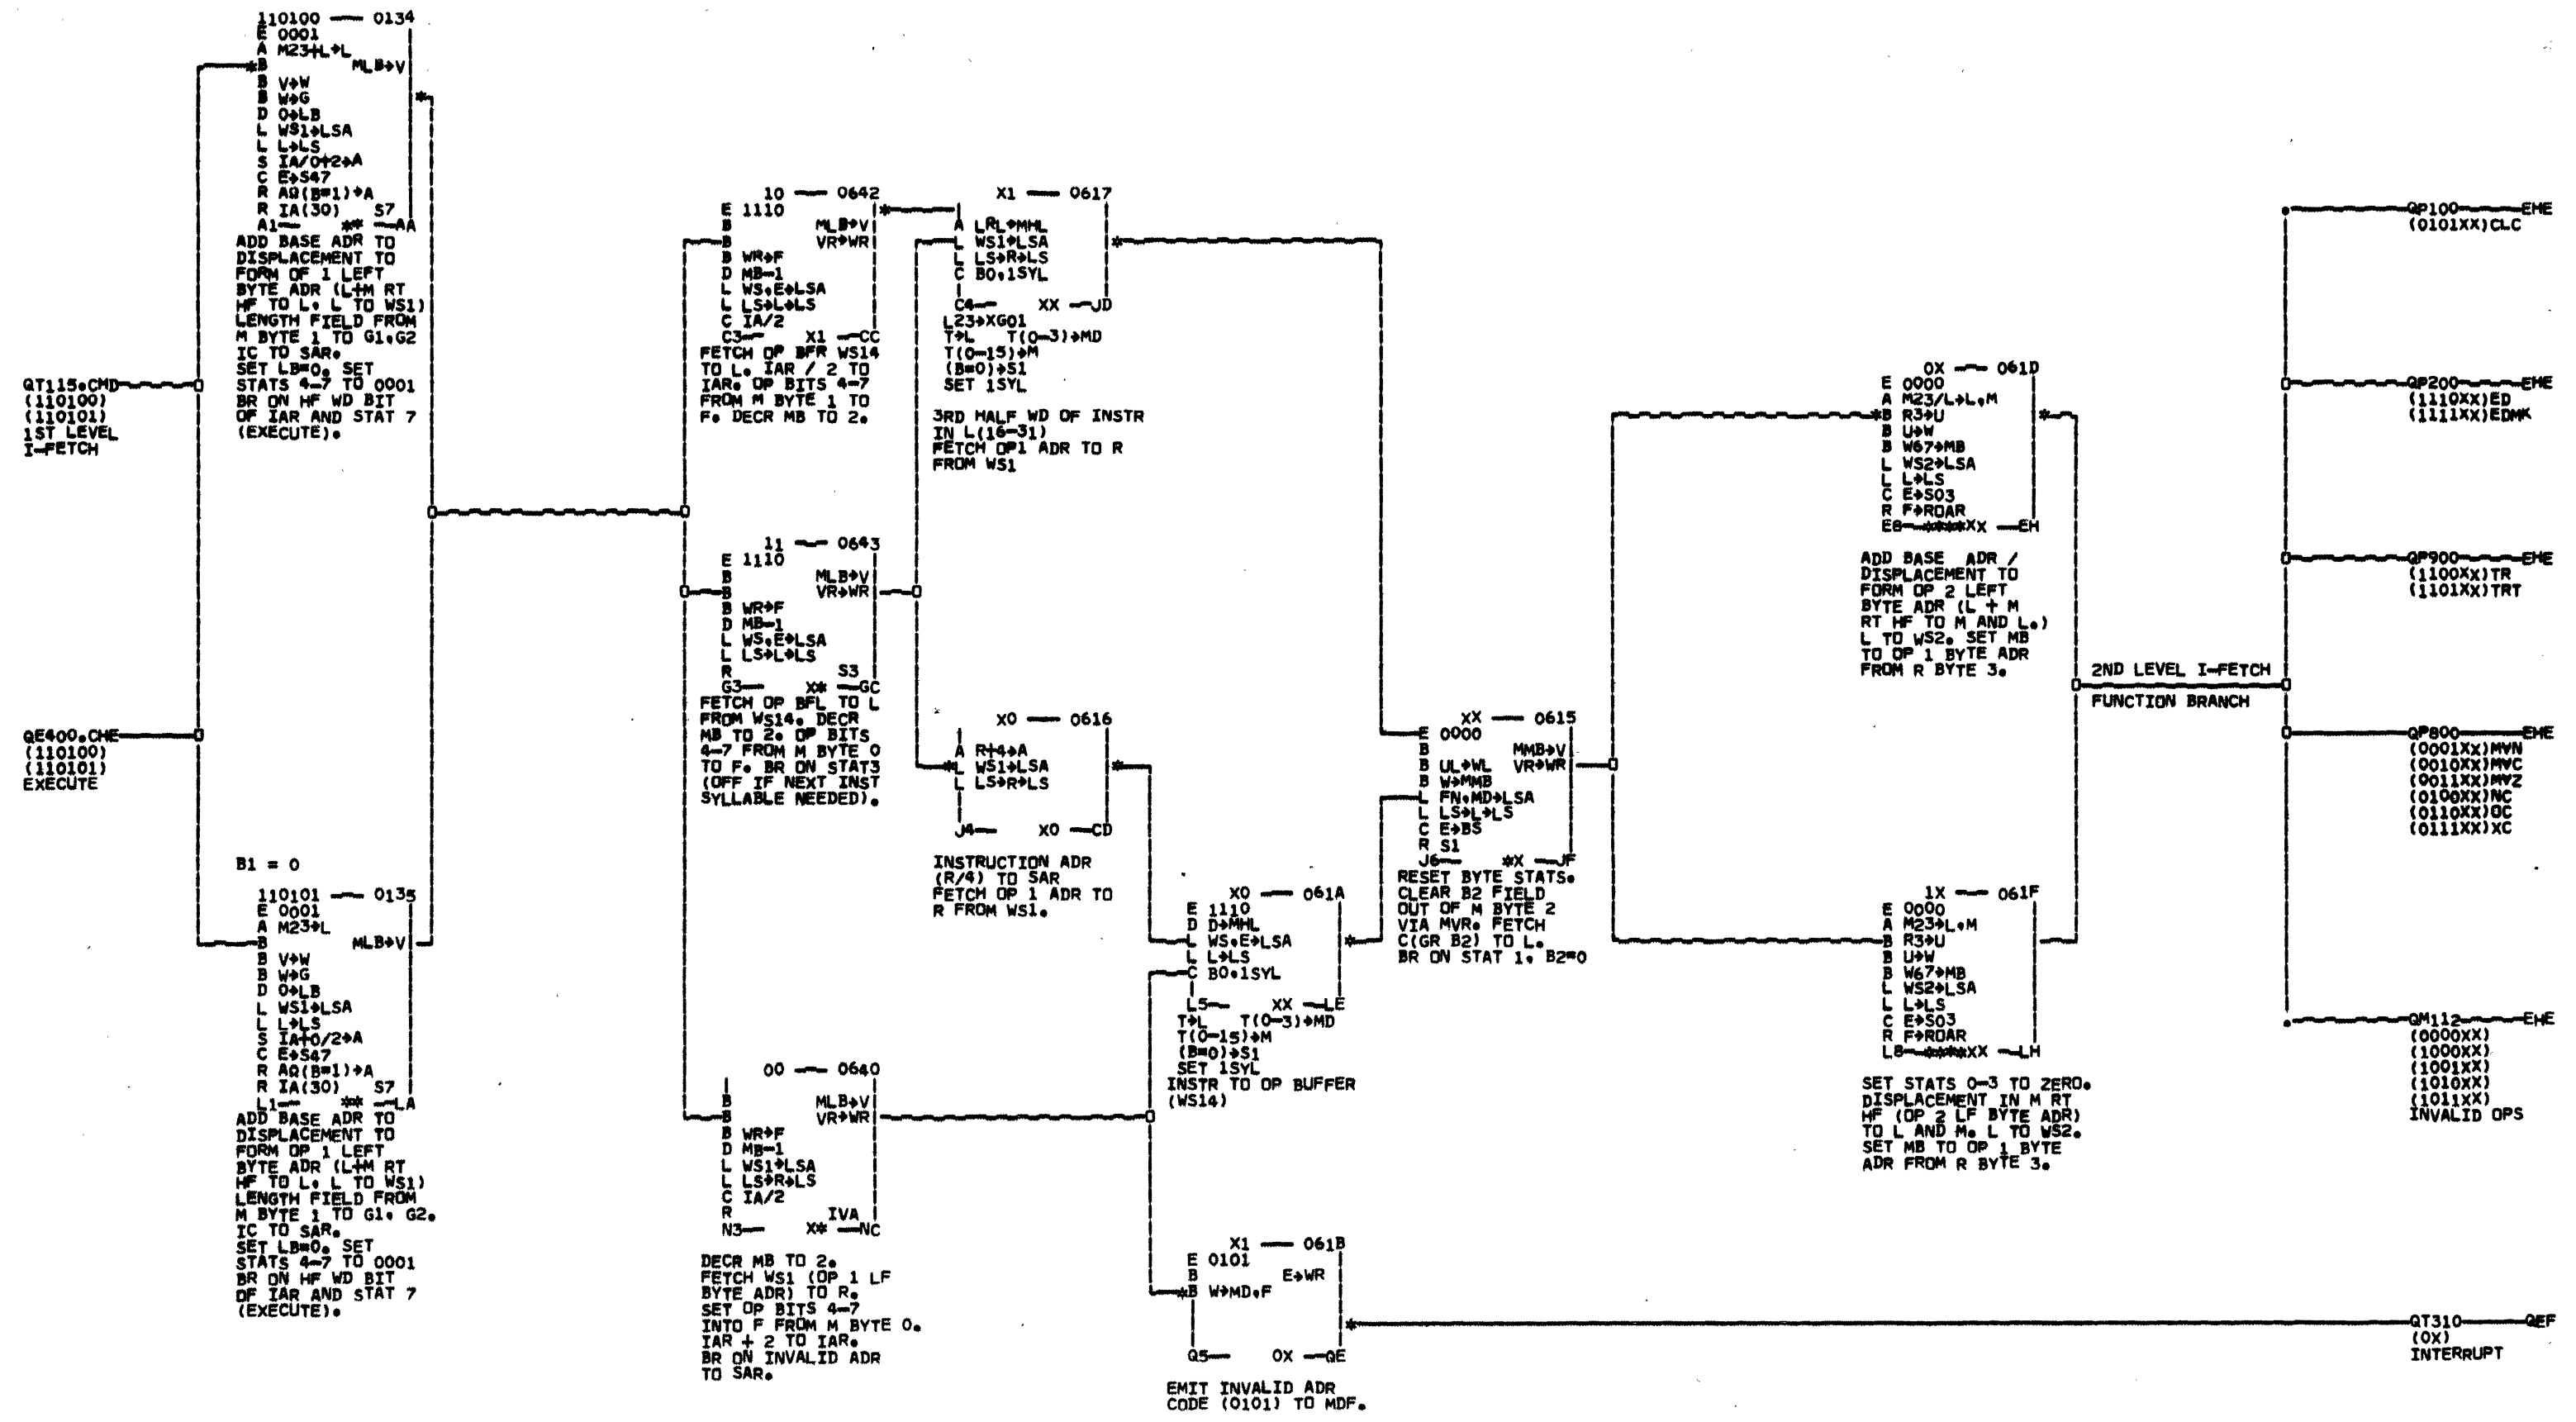 110100 — 0134
E 0001
A M23+L→L
*B MLB→V
B V→W
B W→G *
D 0→LB
L WS1→LSA
L L→LS
S IA/0+2→A
C E→S47
R AΩ(B=1)→A
R IA(30) S7
A1— ** —AA
ADD BASE ADR TO
DISPLACEMENT TO
FORM OF 1 LEFT
BYTE ADR (L+M RT
HF TO L. L TO WS1)
LENGTH FIELD FROM
M BYTE 1 TO G1.G2
IC TO SAR.
SET LB=0. SET
STATS 4-7 TO 0001
BR ON HF WD BIT
OF IAR AND STAT 7
(EXECUTE).
QT115.CMD
(110100)
(110101)
1ST LEVEL
I-FETCH
QE400.CHE
(110100)
(110101)
EXECUTE
B1 = 0
110101 — 0135
E 0001
A M23→L
B MLB→V
B V→W
B W→G
D 0→LB
L WS1→LSA
L L→LS
S IA+0/2→A
C E→S47
R AΩ(B=1)→A
R IA(30) S7
L1— ** —LA
ADD BASE ADR TO
DISPLACEMENT TO
FORM OP 1 LEFT
BYTE ADR (L+M RT
HF TO L. L TO WS1)
LENGTH FIELD FROM
M BYTE 1 TO G1. G2.
IC TO SAR.
SET LB=0. SET
STATS 4-7 TO 0001
BR ON HF WD BIT
OF IAR AND STAT 7
(EXECUTE).
10 — 0642
E 1110 *
B MLB→V
B VR→WR
B WR→F
D MB-1
L WS.E→LSA
L LS→L→LS
C IA/2
C3— X1 —CC
FETCH OP BFR WS14
TO L. IAR / 2 TO
IAR. OP BITS 4-7
FROM M BYTE 1 TO
F. DECR MB TO 2.
11 — 0643
E 1110
B MLB→V
B VR→WR
B WR→F
D MB-1
L WS.E→LSA
L LS→L→LS
R S3
G3— X* —GC
FETCH OP BFL TO L
FROM WS14. DECR
MB TO 2. OP BITS
4-7 FROM M BYTE 0
TO F. BR ON STAT3
(OFF IF NEXT INST
SYLLABLE NEEDED).
00 — 0640
B MLB→V
B VR→WR
B WR→F
D MB-1
L WS1→LSA
L LS→R→LS
C IA/2
R IVA
N3— X* —NC
DECR MB TO 2.
FETCH WS1 (OP 1 LF
BYTE ADR) TO R.
SET OP BITS 4-7
INTO F FROM M BYTE 0.
IAR + 2 TO IAR.
BR ON INVALID ADR
TO SAR.
X1 — 0617
A LRL→MHL
L WS1→LSA *
L LS→R→LS
C B0.1SYL
C4— XX —JD
L23→XG01
T→L T(0-3)→MD
T(0-15)→M
(B=0)→S1
SET 1SYL
3RD HALF WD OF INSTR
IN L(16-31)
FETCH OP1 ADR TO R
FROM WS1
X0 — 0616
A R+4→A
*L WS1→LSA *
L LS→R→LS
J4— X0 —CD
INSTRUCTION ADR
(R/4) TO SAR
FETCH OP 1 ADR TO
R FROM WS1.
X0 — 061A
E 1110
D D→MHL
L WS.E→LSA *
L L→LS
C B0.1SYL
L5— XX —LE
T→L T(0-3)→MD
T(0-15)→M
(B=0)→S1
SET 1SYL
INSTR TO OP BUFFER
(WS14)
X1 — 061B
E 0101
B E→WR
*B W→MD.F
*
Q5— 0X —QE
EMIT INVALID ADR
CODE (0101) TO MDF.
XX — 0615
E 0000
B MMB→V
B UL→WL VR→WR
B W→MMB
L FN.MD→LSA
L LS→L→LS
C E→BS
R S1
J6— *X —JF
RESET BYTE STATS.
CLEAR B2 FIELD
OUT OF M BYTE 2
VIA MVR. FETCH
C(GR B2) TO L.
BR ON STAT 1. B2=0
0X — 061D
E 0000
A M23/L→L.M
*B R3→U *
B U→W
B W67→MB
L WS2→LSA
L L→LS
C E→S03
R F→ROAR
E8—****XX —EH
ADD BASE ADR /
DISPLACEMENT TO
FORM OP 2 LEFT
BYTE ADR (L + M
RT HF TO M AND L.)
L TO WS2. SET MB
TO OP 1 BYTE ADR
FROM R BYTE 3.
1X — 061F
E 0000
A M23→L.M
B R3→U
B U→W
B W67→MB
L WS2→LSA
L L→LS
C E→S03
R F→ROAR
L8—****XX —LH
SET STATS 0-3 TO ZERO.
DISPLACEMENT IN M RT
HF (OP 2 LF BYTE ADR)
TO L AND M. L TO WS2.
SET MB TO OP 1 BYTE
ADR FROM R BYTE 3.
2ND LEVEL I-FETCH
FUNCTION BRANCH
QP100—EHE
(0101XX)CLC
QP200—EHE
(1110XX)ED
(1111XX)EDMK
QP900—EHE
(1100XX)TR
(1101XX)TRT
QP800—EHE
(0001XX)MVN
(0010XX)MVC
(0011XX)MVZ
(0100XX)NC
(0110XX)OC
(0111XX)XC
QM112—EHE
(0000XX)
(1000XX)
(1001XX)
(1010XX)
(1011XX)
INVALID OPS
QT310—QEF
(0X)
INTERRUPT